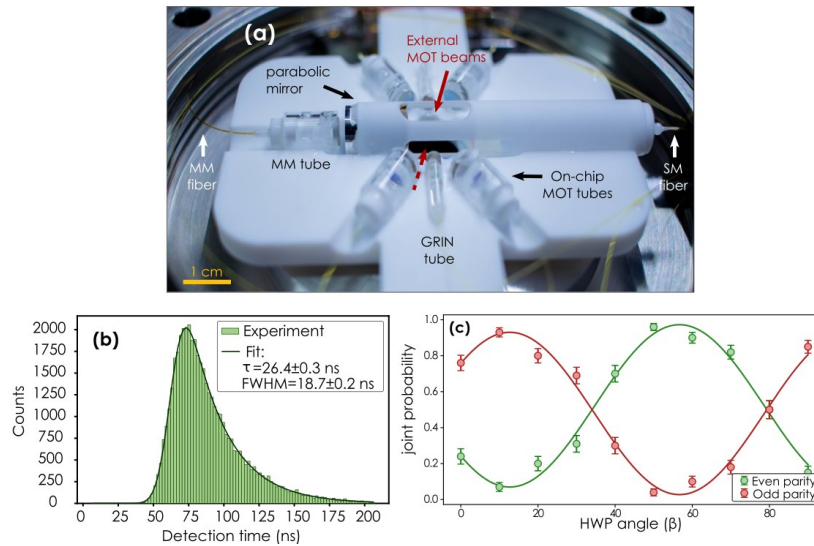 (a)
External
MOT beams
parabolic
mirror
MM
fiber
MM tube
On-chip
MOT tubes
SM
fiber
GRIN
tube
1 cm
(b)
Experiment
Fit:
τ=26.4±0.3 ns
FWHM=18.7±0.2 ns
2000
1750
1500
1250
1000
750
500
250
0
Counts
0 25 50 75 100 125 150 175 200
Detection time (ns)
(c)
1.0
0.8
0.6
0.4
0.2
0.0
joint probability
Even parity
Odd parity
0 20 40 60 80
HWP angle (β)